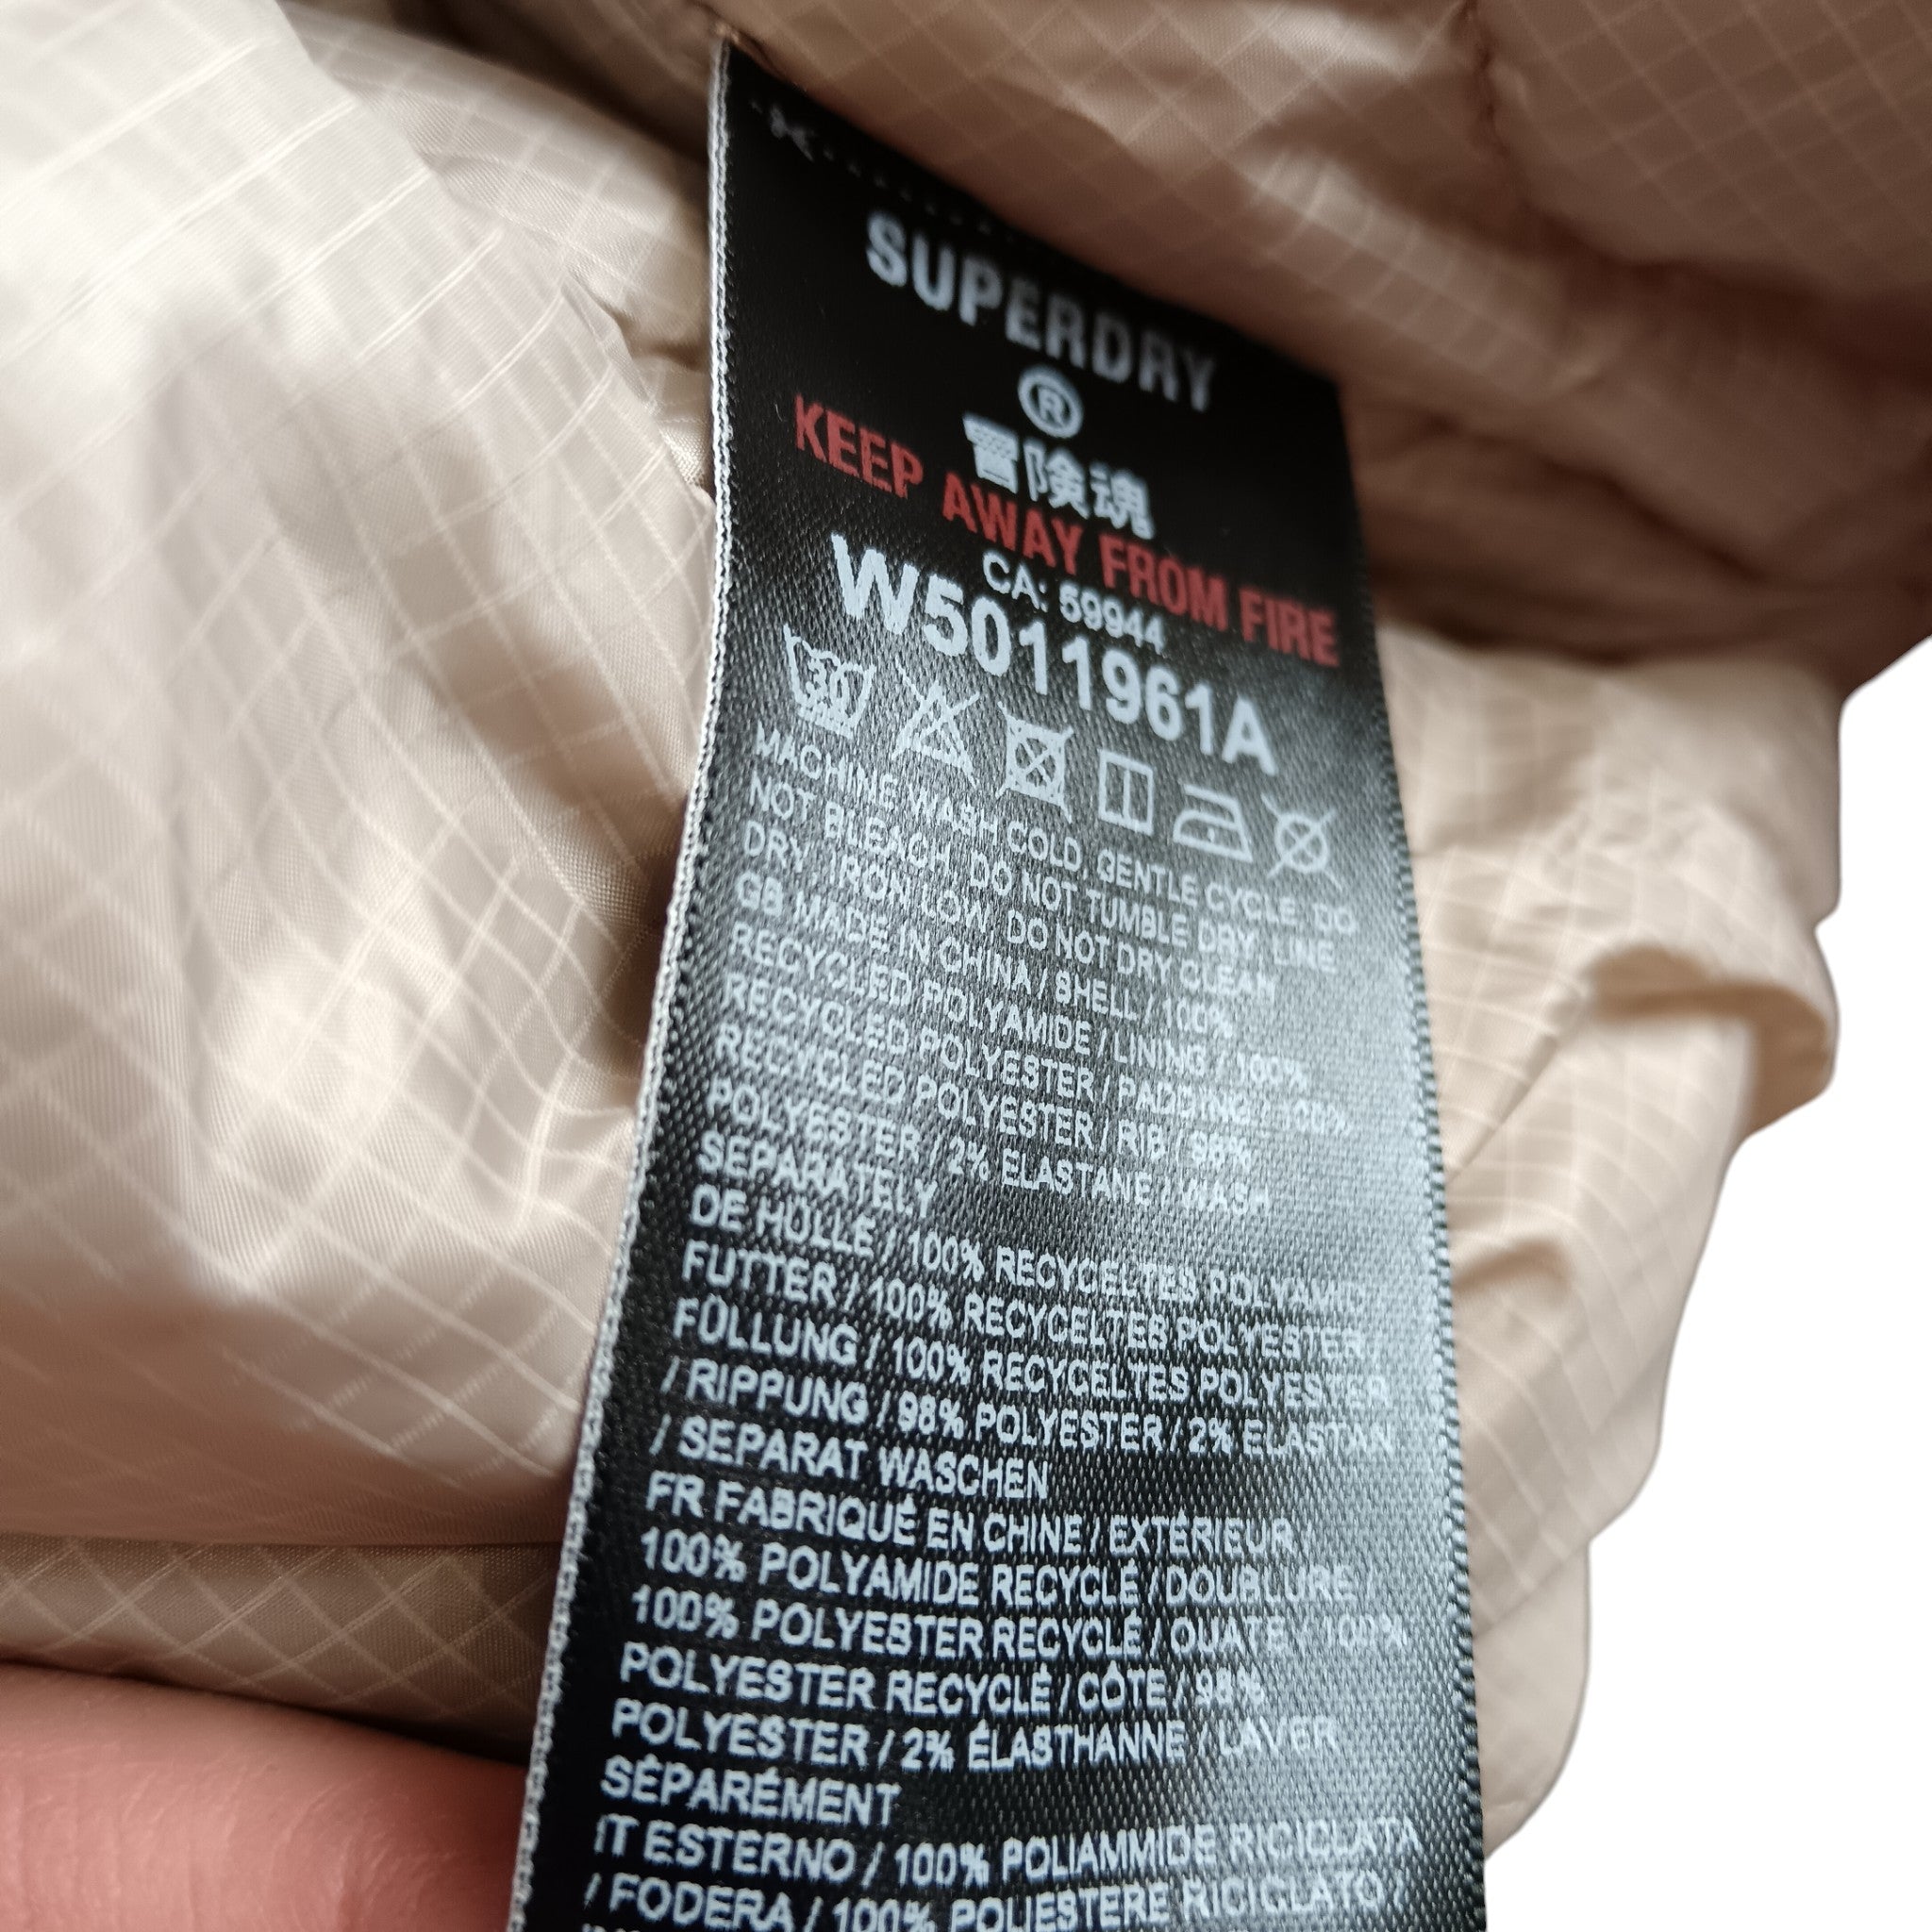 SUPERDRY
®
冒険魂
KEEP AWAY FROM FIRE
CA: 59944
W5011961A
30
MACHINE WASH COLD, GENTLE CYCLE, DO
NOT BLEACH, DO NOT TUMBLE DRY, LINE
DRY, IRON LOW, DO NOT DRY CLEAN
GB MADE IN CHINA / SHELL / 100%
RECYCLED POLYAMIDE / LINING / 100%
RECYCLED POLYESTER / PADDING / 100%
RECYCLED POLYESTER / RIB / 98%
POLYESTER / 2% ELASTANE / WASH
SEPARATELY
DE HÜLLE / 100% RECYCELTES POLYAMID /
FUTTER / 100% RECYCELTES POLYESTER /
FÜLLUNG / 100% RECYCELTES POLYESTER
/ RIPPUNG / 98% POLYESTER / 2% ELASTAN
/ SEPARAT WASCHEN
FR FABRIQUÉ EN CHINE / EXTÉRIEUR /
100% POLYAMIDE RECYCLÉ / DOUBLURE /
100% POLYESTER RECYCLÉ / OUATE / 100%
POLYESTER RECYCLÉ / CÔTE / 98%
POLYESTER / 2% ÉLASTHANNE / LAVER
SÉPARÉMENT
IT ESTERNO / 100% POLIAMMIDE RICICLATA
/ FODERA / 100% POLIESTERE RICICLATO /